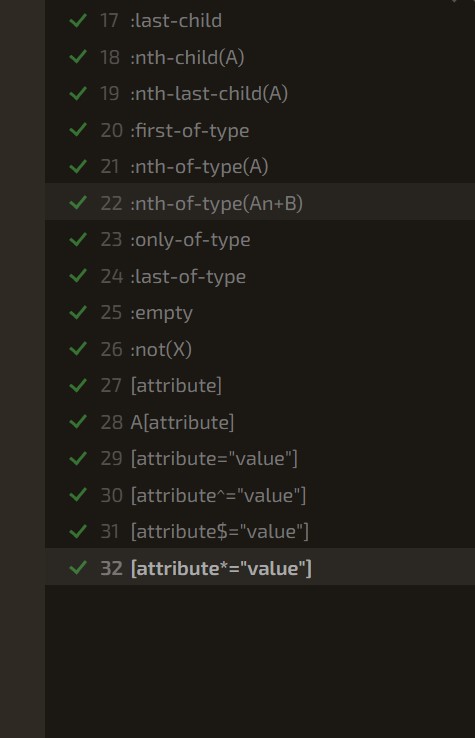 17 :last-child
18 :nth-child(A)
19 :nth-last-child(A)
20 :first-of-type
21 :nth-of-type(A)
22 :nth-of-type(An+B)
23 :only-of-type
24 :last-of-type
25 :empty
26 :not(X)
27 [attribute]
28 A[attribute]
29 [attribute="value"]
30 [attribute^="value"]
31 [attribute$="value"]
32 [attribute*="value"]